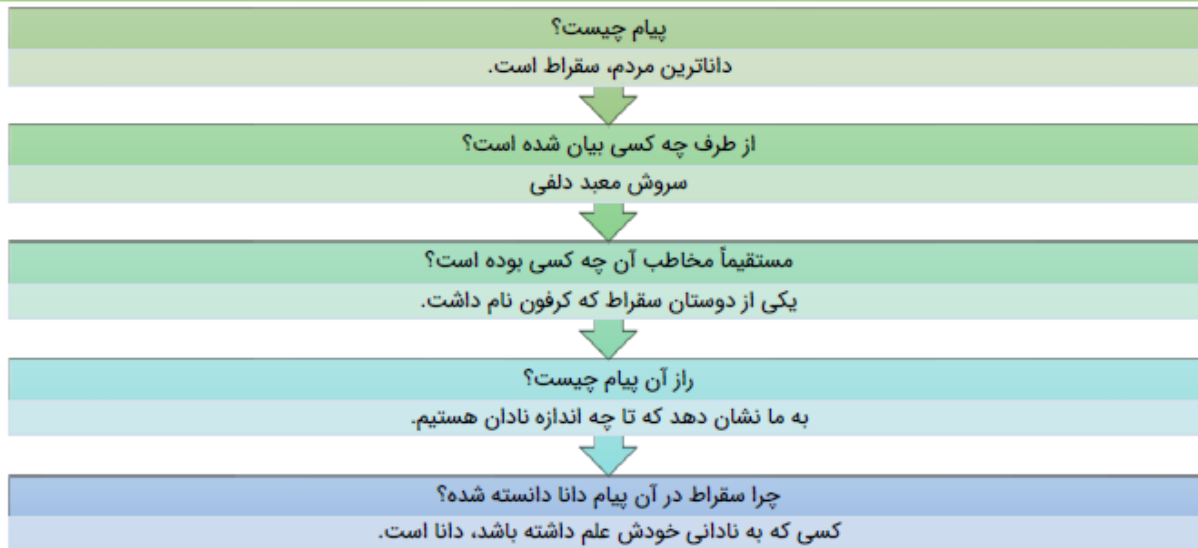 پیام چیست؟
داناترین مردم، سقراط است.
از طرف چه کسی بیان شده است؟
سروش معبد دلفی
مستقیماً مخاطب آن چه کسی بوده است؟
یکی از دوستان سقراط که کرفون نام داشت.
راز آن پیام چیست؟
به ما نشان دهد که تا چه اندازه نادان هستیم.
چرا سقراط در آن پیام دانا دانسته شده؟
کسی که به نادانی خودش علم داشته باشد، دانا است.